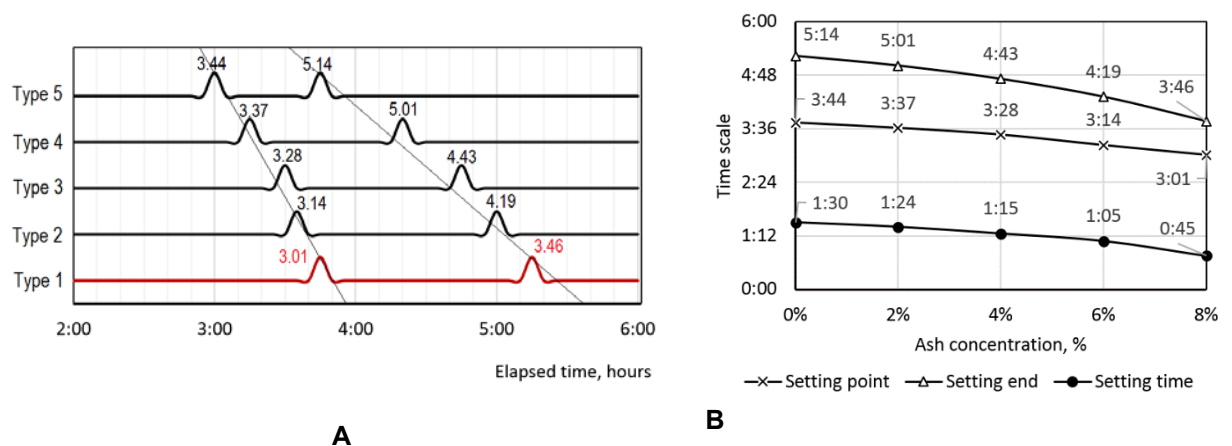 3.44
5.14
Type 5
3.37
5.01
Type 4
3.28
4.43
Type 3
3.14
4.19
Type 2
3.01
3.46
Type 1
2:00 3:00 4:00 5:00 6:00
Elapsed time, hours
A
6:00
4:48
3:36
2:24
1:12
0:00
Time scale
5:14 5:01 4:43 4:19 3:46
3:44 3:37 3:28 3:14 3:01
1:30 1:24 1:15 1:05 0:45
0% 2% 4% 6% 8%
Ash concentration, %
Setting point Setting end Setting time
B